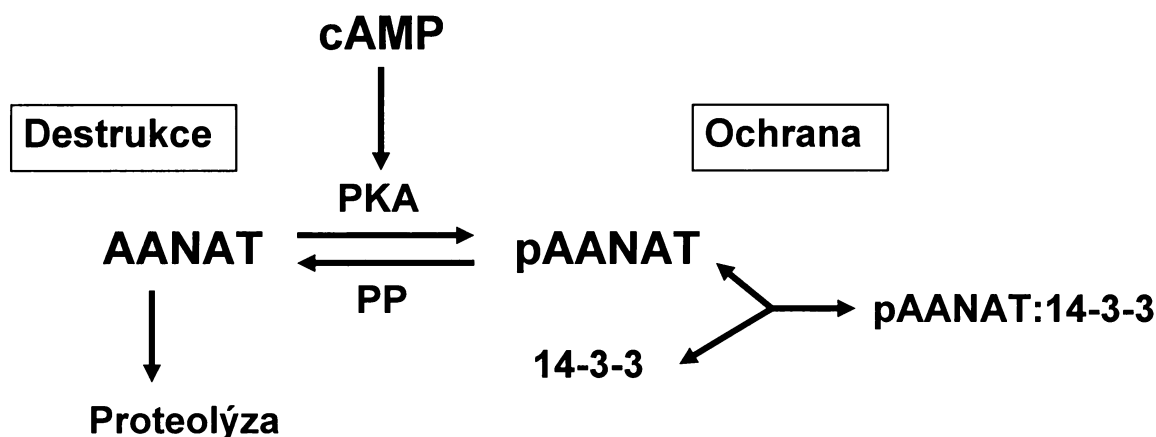 cAMP
Destrukce
Ochrana
PKA
AANAT
pAANAT
PP
pAANAT:14-3-3
14-3-3
Proteolýza